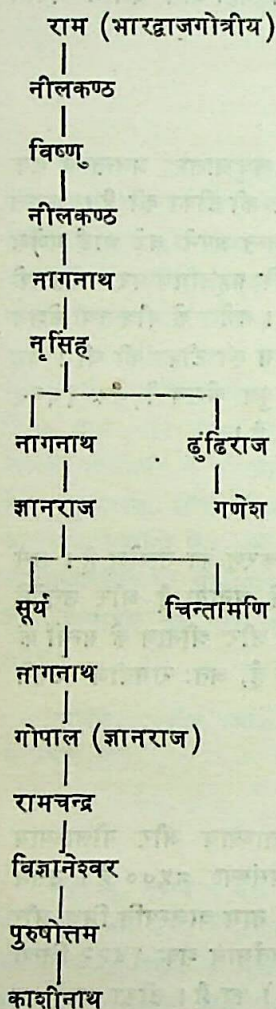 राम (भारद्वाजगोत्रीय)
नीलकण्ठ
विष्णु
नीलकण्ठ
नागनाथ
नृसिंह
नागनाथ ढुंढिराज
ज्ञानराज गणेश
सूर्य चिन्तामणि
नागनाथ
गोपाल (ज्ञानराज)
रामचन्द्र
विज्ञानेश्वर
पुरुषोत्तम
काशीनाथ